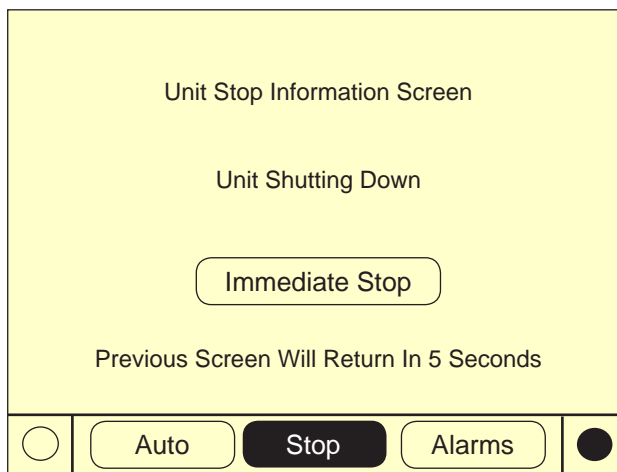 Unit Stop Information Screen
Unit Shutting Down
Immediate Stop
Previous Screen Will Return In 5 Seconds
Auto Stop Alarms